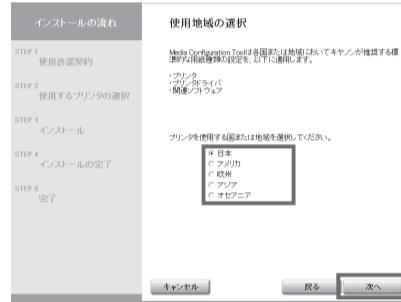 インストールの流れ
STEP 1
使用許諾契約
STEP 2
使用するプリンタの選択
STEP 3
インストール
STEP 4
インストールの完了
STEP 5
完了
使用地域の選択
Media Configuration Toolは各国または地域においてキヤノンが推奨する標
準的な用紙種類の設定を、以下に適用します。
・プリンタ
・プリンタドライバ
・関連ソフトウェア
プリンタを使用する国または地域を選択してください。
日本
アメリカ
欧州
アジア
オセアニア
キャンセル
戻る
次へ